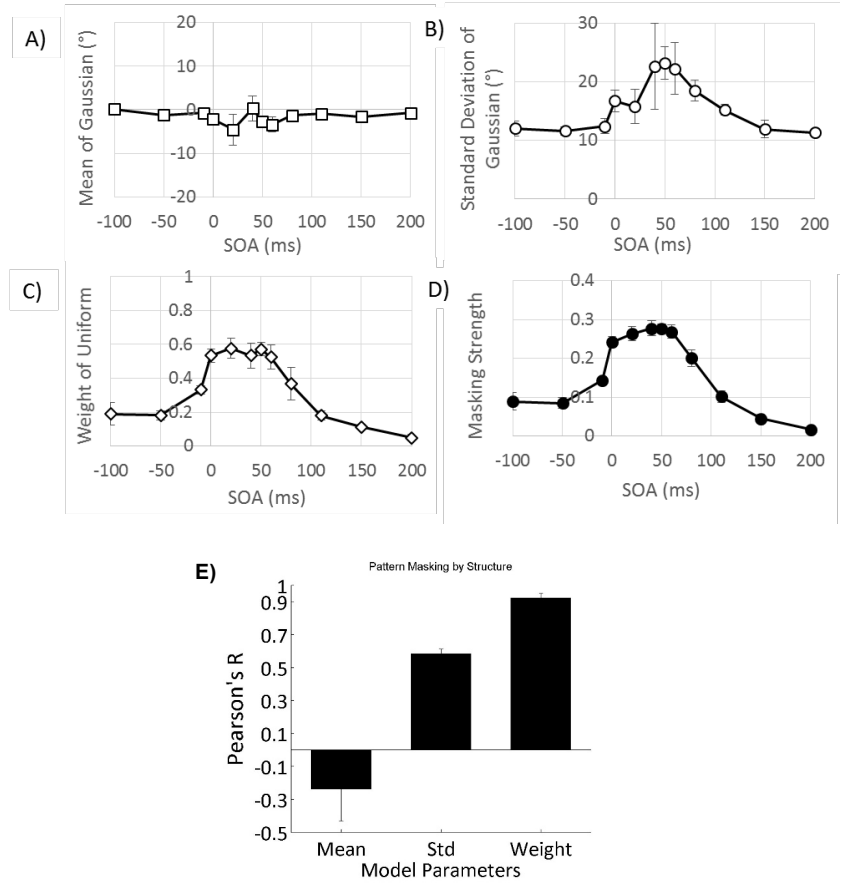 A)
Mean of Gaussian (°)
20
10
0
-10
-20
-100 -50 0 50 100 150 200
SOA (ms)
B)
Standard Deviation of
Gaussian (°)
30
20
10
0
-100 -50 0 50 100 150 200
SOA (ms)
C)
Weight of Uniform
1
0.8
0.6
0.4
0.2
0
-100 -50 0 50 100 150 200
SOA (ms)
D)
Masking Strength
0.4
0.3
0.2
0.1
0
-100 -50 0 50 100 150 200
SOA (ms)
E)
Pattern Masking by Structure
Pearson's R
1
0.9
0.7
0.5
0.3
0.1
-0.1
-0.3
-0.5
Mean Std Weight
Model Parameters